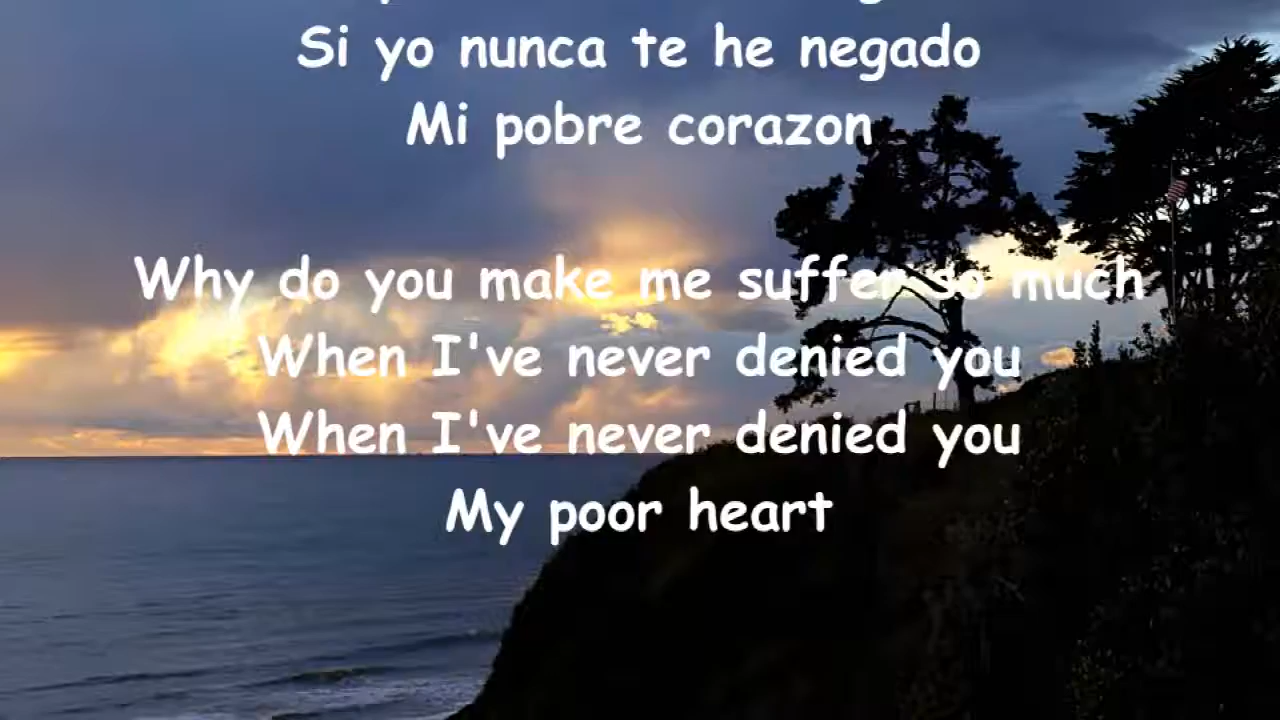 Si yo nunca te he negado
Mi pobre corazon
Why do you make me suffer so much
When I've never denied you
When I've never denied you
My poor heart